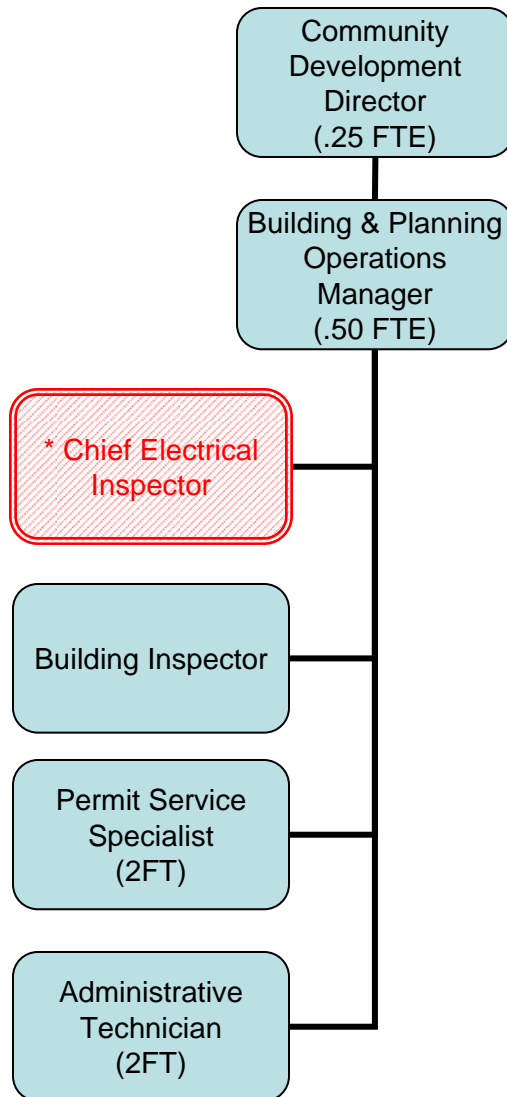 Community
Development
Director
(.25 FTE)
Building & Planning
Operations
Manager
(.50 FTE)
* Chief Electrical
Inspector
Building Inspector
Permit Service
Specialist
(2FT)
Administrative
Technician
(2FT)